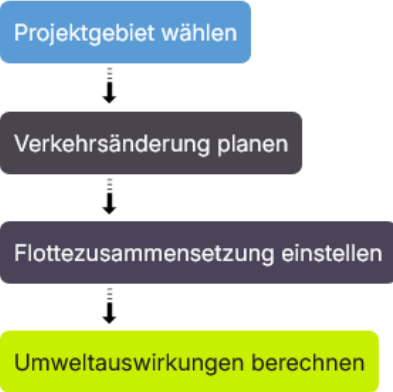 Projektgebiet wählen
Verkehrsänderung planen
Flottezusammensetzung einstellen
Umweltauswirkungen berechnen